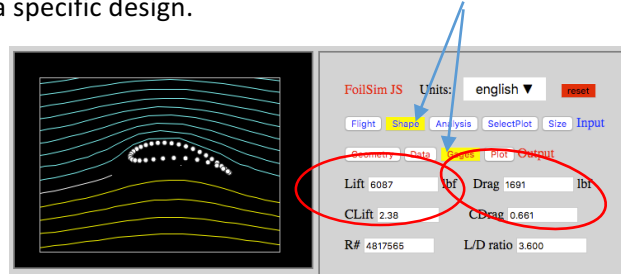 a specific design.
FoilSim JS Units: english ▼ reset
Flight Shape Analysis SelectPlot Size Input
Geometry Data Gages Plot Output
Lift 6087 lbf Drag 1691 lbf
CLift 2.38 CDrag 0.661
R# 4817565 L/D ratio 3.600